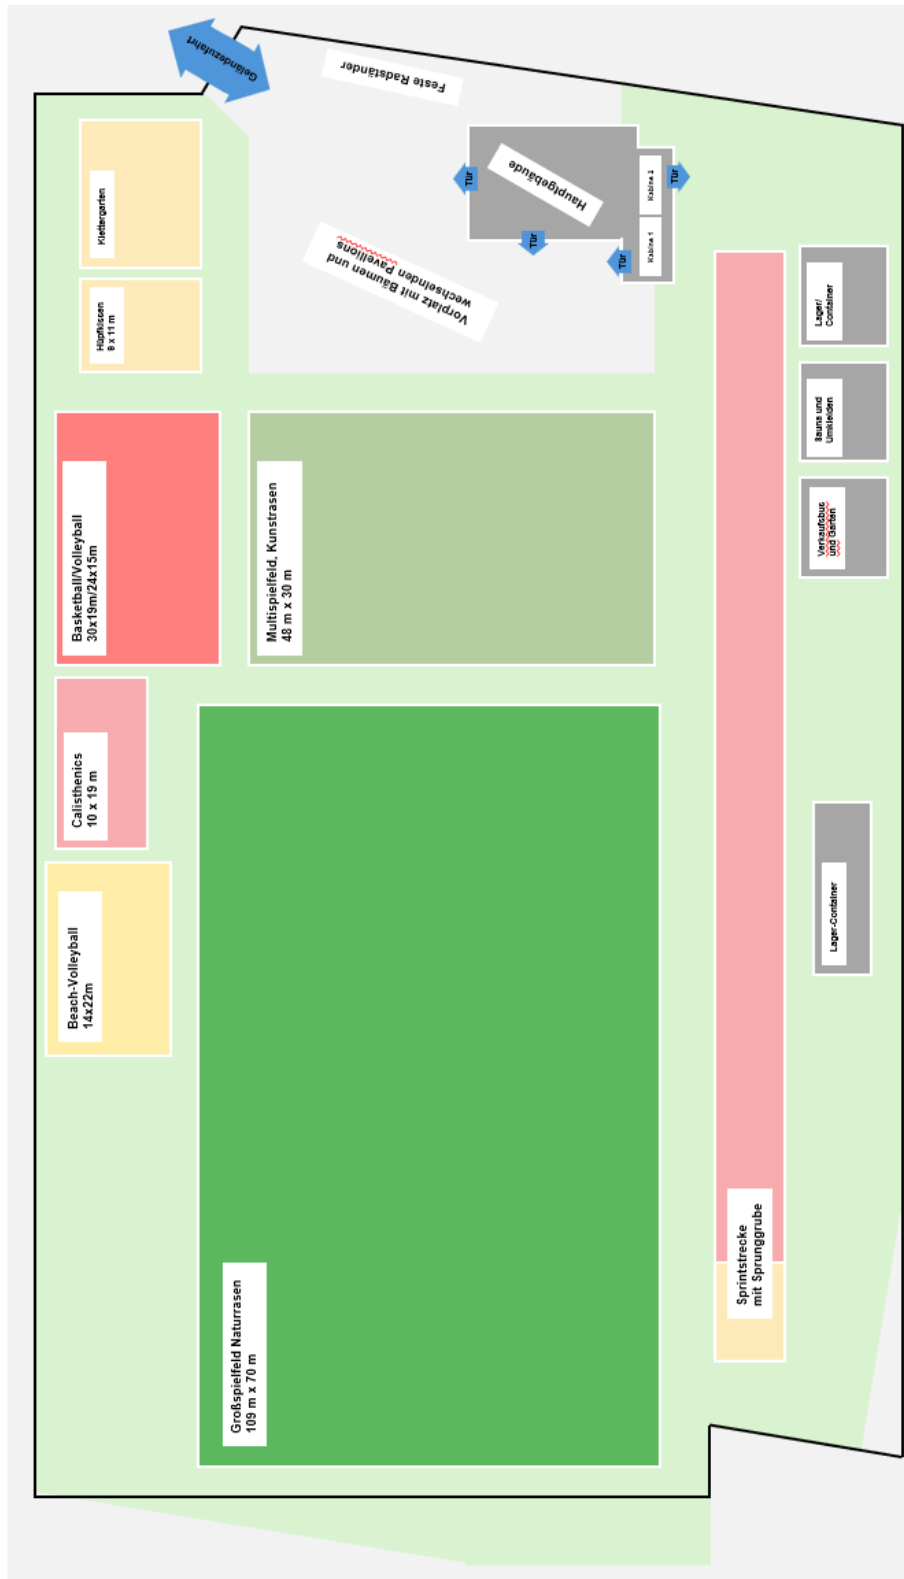 Geländezufahrt
Feste Radständer
Klettergarten
Hauptgebäude
Tür
Tür
Tür
Tür
Kabine 2
Kabine 1
Vorplatz mit Bäumen und
wechselnden Pavellions
Hüpfkissen
8 x 11 m
Lager/
Container
Sauna und
Umkleiden
Verkaufsbus
und Garten
Basketball/Volleyball
30x19m/24x15m
Multispielfeld, Kunstrasen
48 m x 30 m
Calisthenics
10 x 19 m
Beach-Volleyball
14x22m
Lager-Container
Großspielfeld Naturrasen
109 m x 70 m
Sprintstrecke
mit Sprunggrube